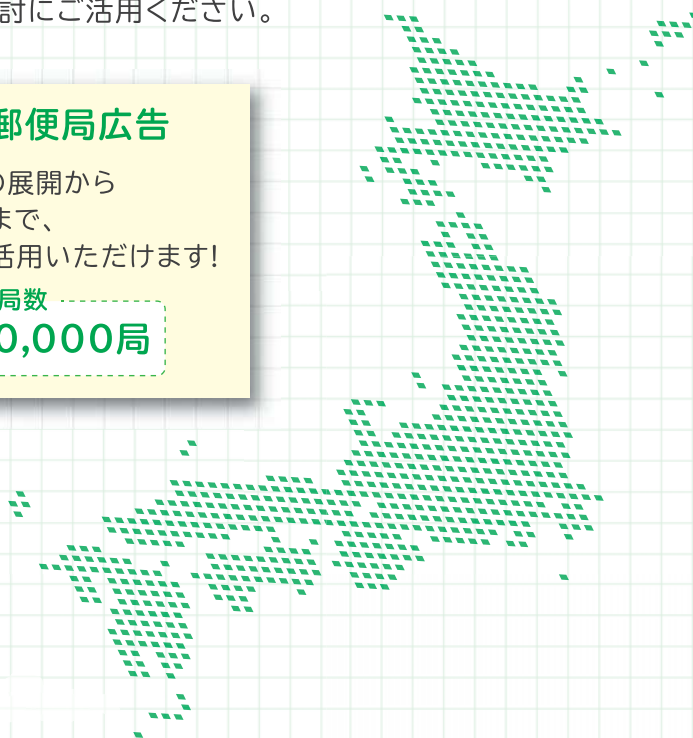 討にご活用ください。
郵便局広告
の展開から
まで、
活用いただけます!
局数
0,000局